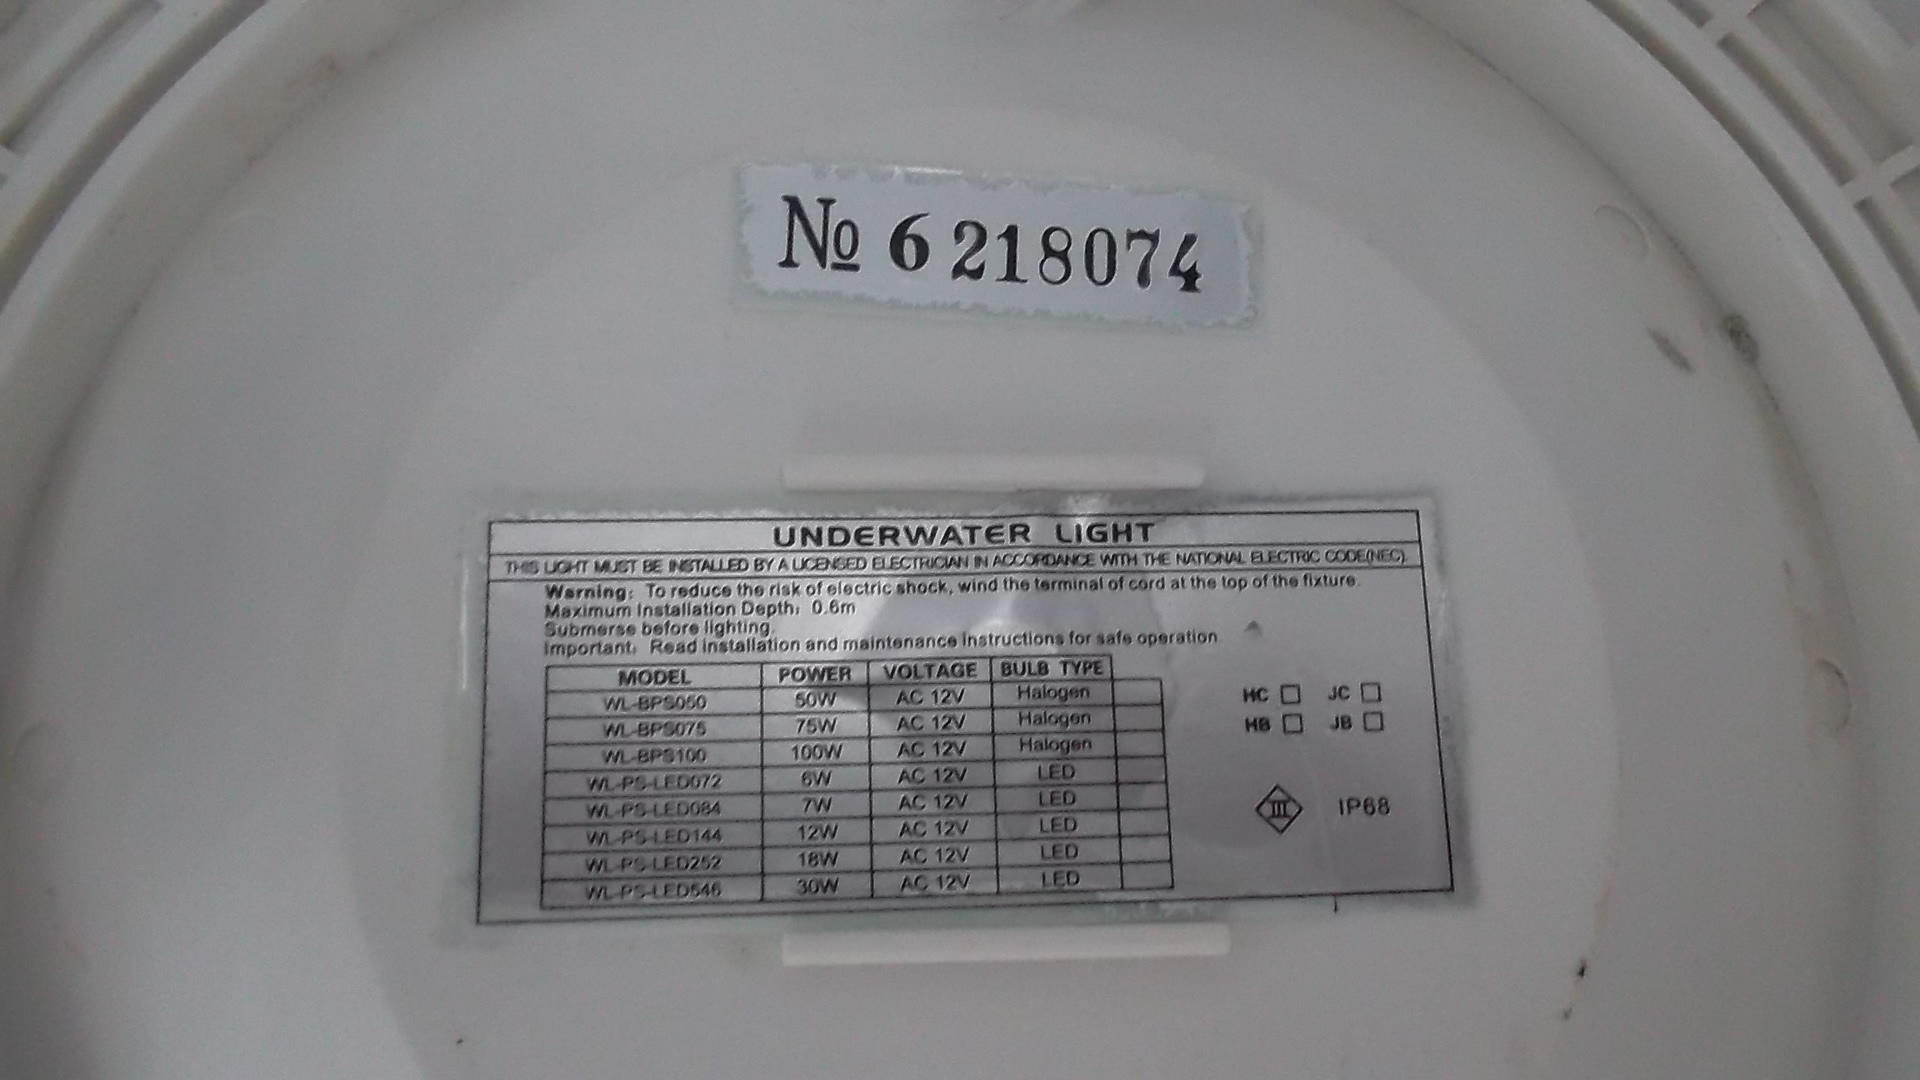 № 6218074
UNDERWATER LIGHT
THIS LIGHT MUST BE INSTALLED BY A LICENSED ELECTRICIAN IN ACCORDANCE WITH THE NATIONAL ELECTRIC CODE(NEC).
Warning: To reduce the risk of electric shock, wind the terminal of cord at the top of the fixture.
Maximum Installation Depth: 0.6m
Submerse before lighting.
Important: Read installation and maintenance instructions for safe operation
MODEL POWER VOLTAGE BULB TYPE
WL-BPS050 50W AC 12V Halogen
WL-BPS075 75W AC 12V Halogen
WL-BPS100 100W AC 12V Halogen
WL-PS-LED072 6W AC 12V LED
WL-PS-LED084 7W AC 12V LED
WL-PS-LED144 12W AC 12V LED
WL-PS-LED252 18W AC 12V LED
WL-PS-LED546 30W AC 12V LED
HC □ JC □
HB □ JB □
III IP68